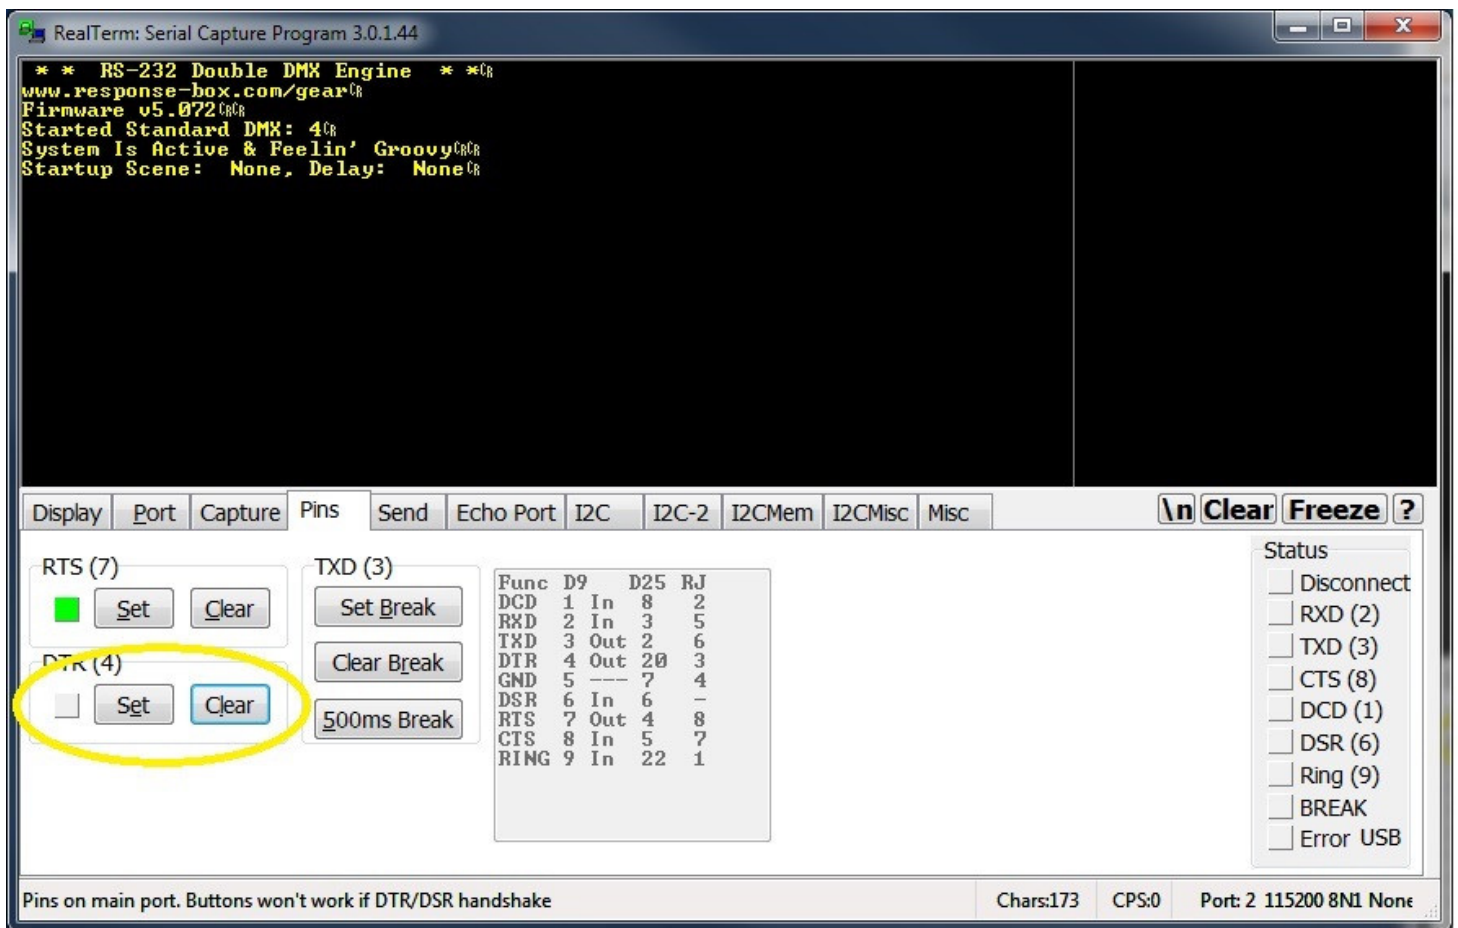 RealTerm: Serial Capture Program 3.0.1.44
* * RS-232 Double DMX Engine * *CR
www.response-box.com/gearCR
Firmware v5.072CRCR
Started Standard DMX: 4CR
System Is Active & Feelin' GroovyCRCR
Startup Scene: None, Delay: NoneCR
Display Port Capture Pins Send Echo Port I2C I2C-2 I2CMem I2CMisc Misc \n Clear Freeze ?
RTS (7)
Set Clear
DTR (4)
Set Clear
TXD (3)
Set Break
Clear Break
500ms Break
Func D9 D25 RJ
DCD 1 In 8 2
RXD 2 In 3 5
TXD 3 Out 2 6
DTR 4 Out 20 3
GND 5 --- 7 4
DSR 6 In 6 -
RTS 7 Out 4 8
CTS 8 In 5 7
RING 9 In 22 1
Status
Disconnect
RXD (2)
TXD (3)
CTS (8)
DCD (1)
DSR (6)
Ring (9)
BREAK
Error USB
Pins on main port. Buttons won't work if DTR/DSR handshake Chars:173 CPS:0 Port: 2 115200 8N1 None